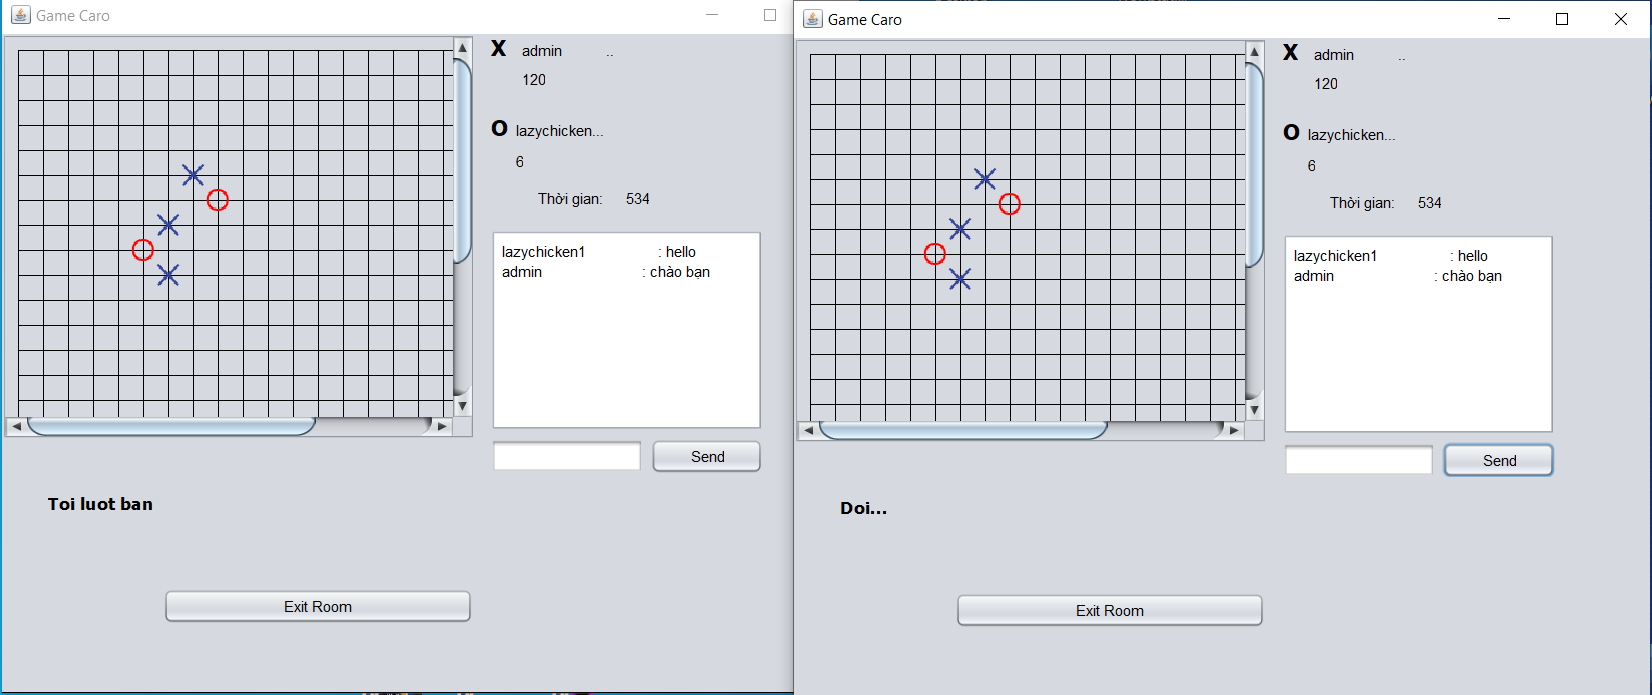 Game Caro
X admin ..
120
O lazychicken...
6
Thời gian: 534
lazychicken1 : hello
admin : chào bạn
Send
Toi luot ban
Exit Room
Game Caro
X admin ..
120
O lazychicken...
6
Thời gian: 534
lazychicken1 : hello
admin : chào bạn
Send
Doi...
Exit Room